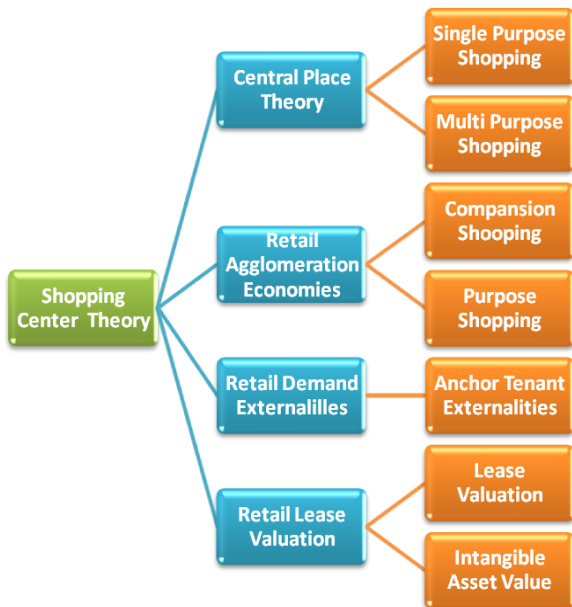 Shopping
Center Theory
Central Place
Theory
Single Purpose
Shopping
Multi Purpose
Shopping
Retail
Agglomeration
Economies
Compansion
Shooping
Purpose
Shopping
Retail Demand
Externalilles
Anchor Tenant
Externalities
Retail Lease
Valuation
Lease
Valuation
Intangible
Asset Value